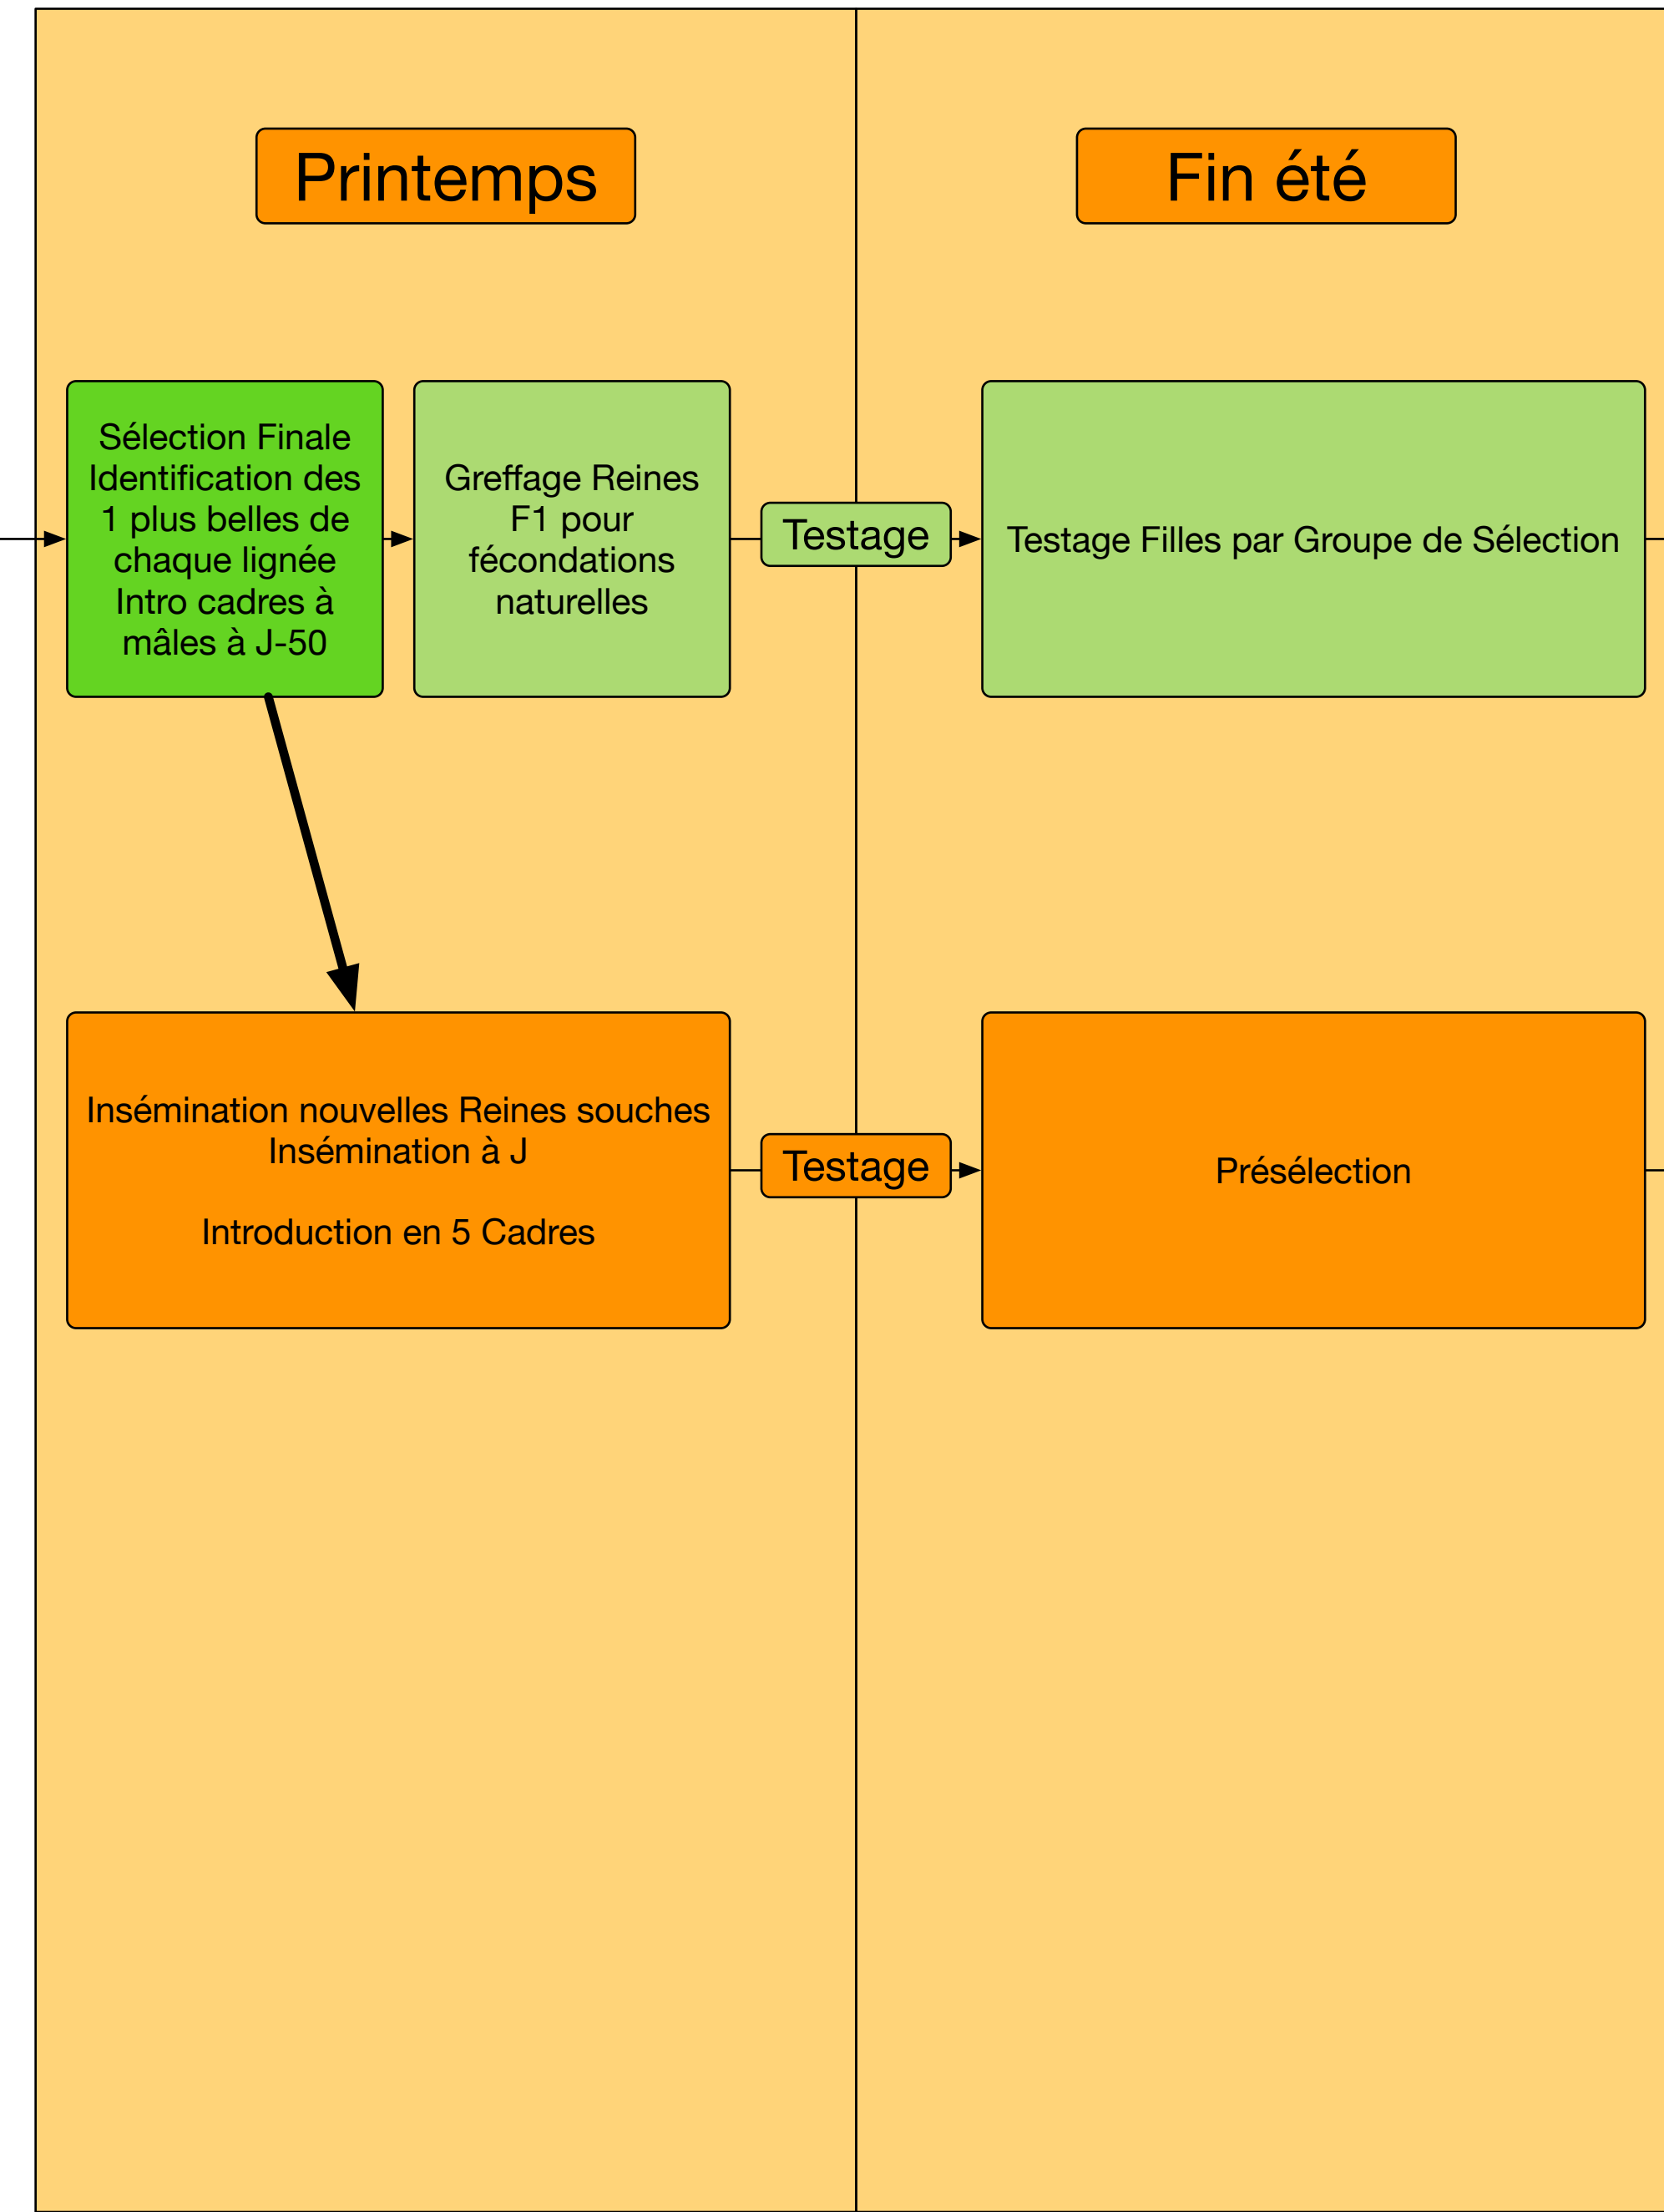 Printemps
Fin été
Sélection Finale
Identification des
1 plus belles de
chaque lignée
Intro cadres à
mâles à J-50
Greffage Reines
F1 pour
fécondations
naturelles
Testage
Testage Filles par Groupe de Sélection
Insémination nouvelles Reines souches
Insémination à J
Introduction en 5 Cadres
Testage
Présélection